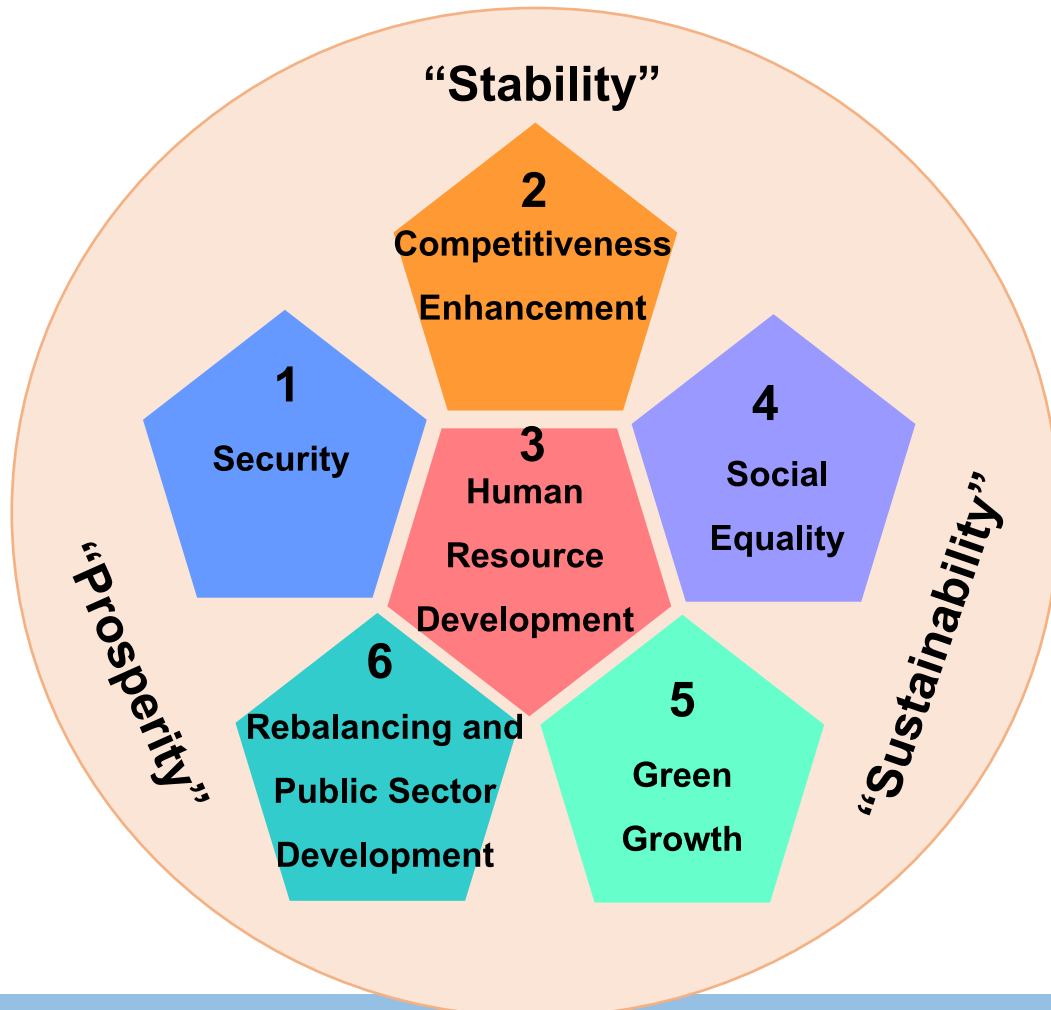 “Stability”
2
Competitiveness
Enhancement
1
Security
4
Social
Equality
3
Human
Resource
Development
“Prosperity”
“Sustainability”
6
Rebalancing and
Public Sector
Development
5
Green
Growth